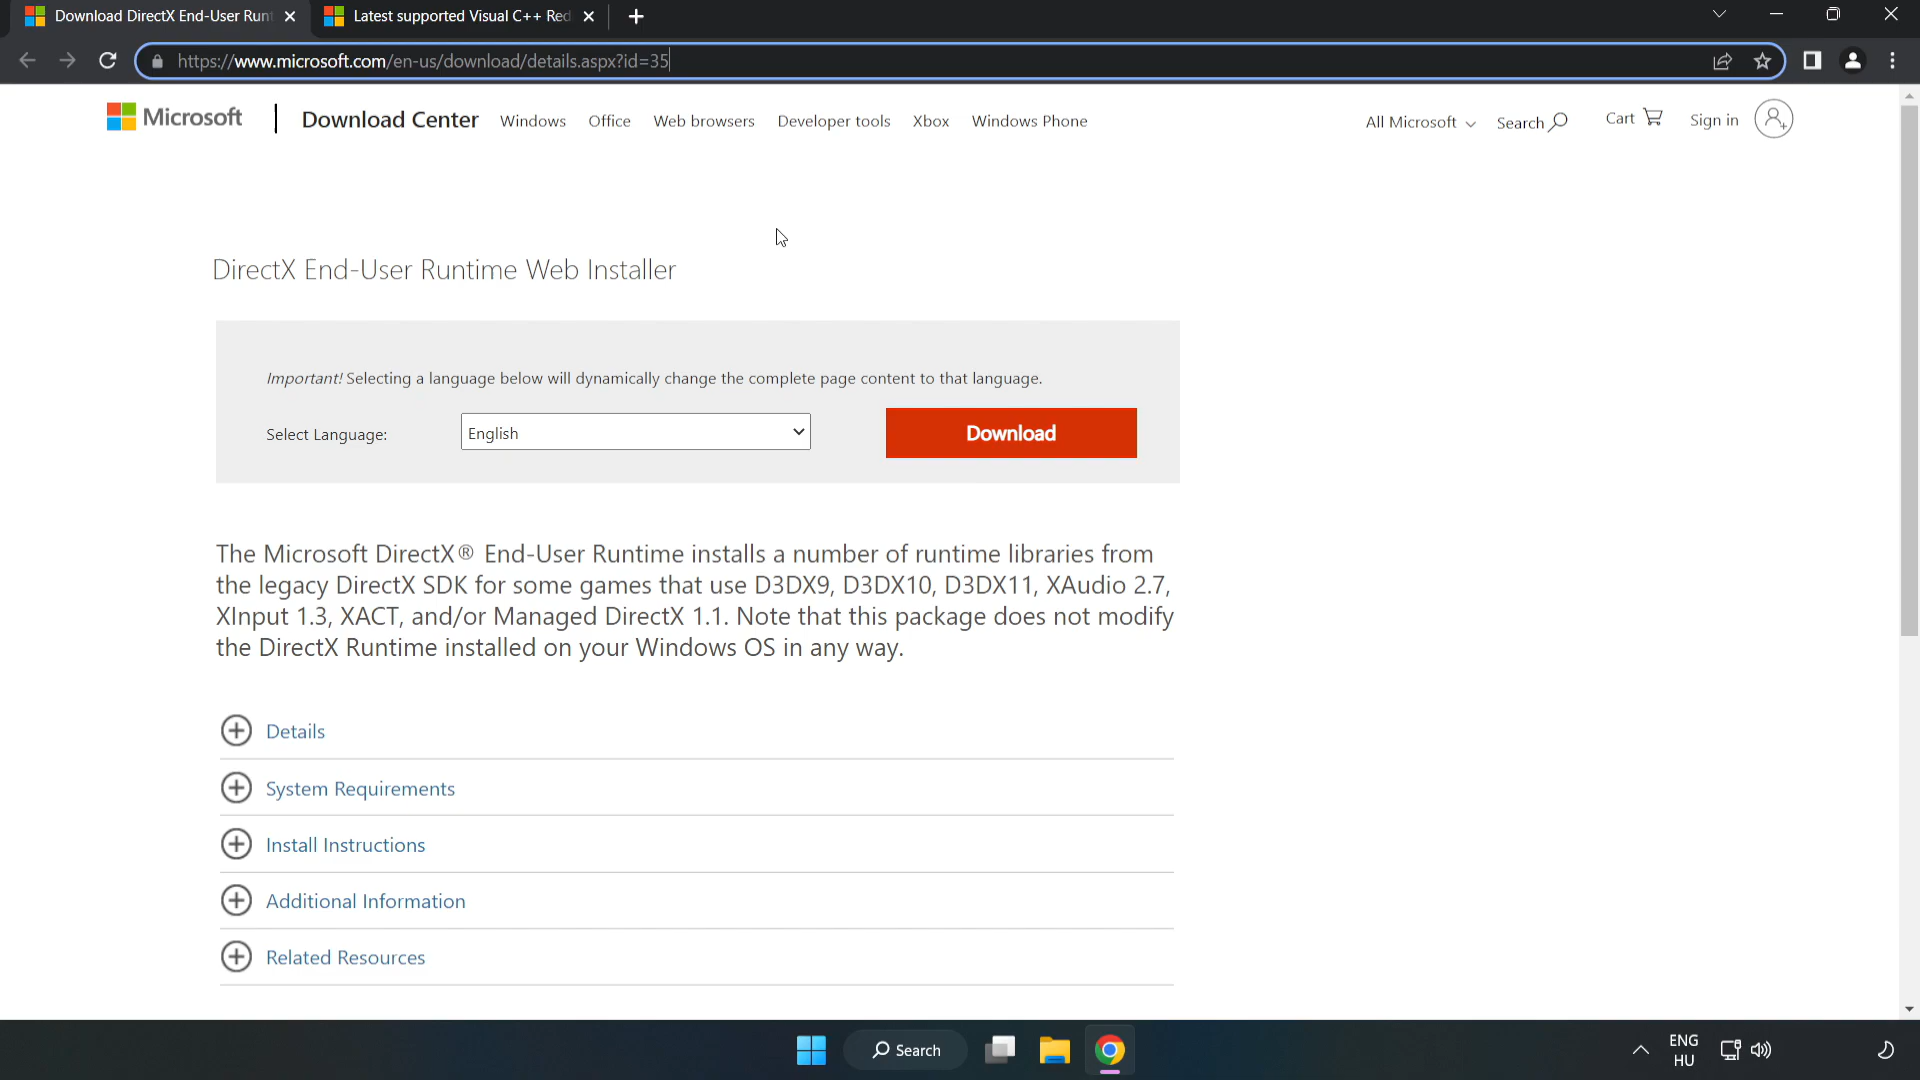 Download DirectX End-User Runt
Latest supported Visual C++ Red
https://www.microsoft.com/en-us/download/details.aspx?id=35
Microsoft
Download Center
Windows
Office
Web browsers
Developer tools
Xbox
Windows Phone
All Microsoft
Search
Cart
Sign in
DirectX End-User Runtime Web Installer
Important! Selecting a language below will dynamically change the complete page content to that language.
Select Language:
English
Download
The Microsoft DirectX® End-User Runtime installs a number of runtime libraries from
the legacy DirectX SDK for some games that use D3DX9, D3DX10, D3DX11, XAudio 2.7,
XInput 1.3, XACT, and/or Managed DirectX 1.1. Note that this package does not modify
the DirectX Runtime installed on your Windows OS in any way.
Details
System Requirements
Install Instructions
Additional Information
Related Resources
Search
ENG
HU